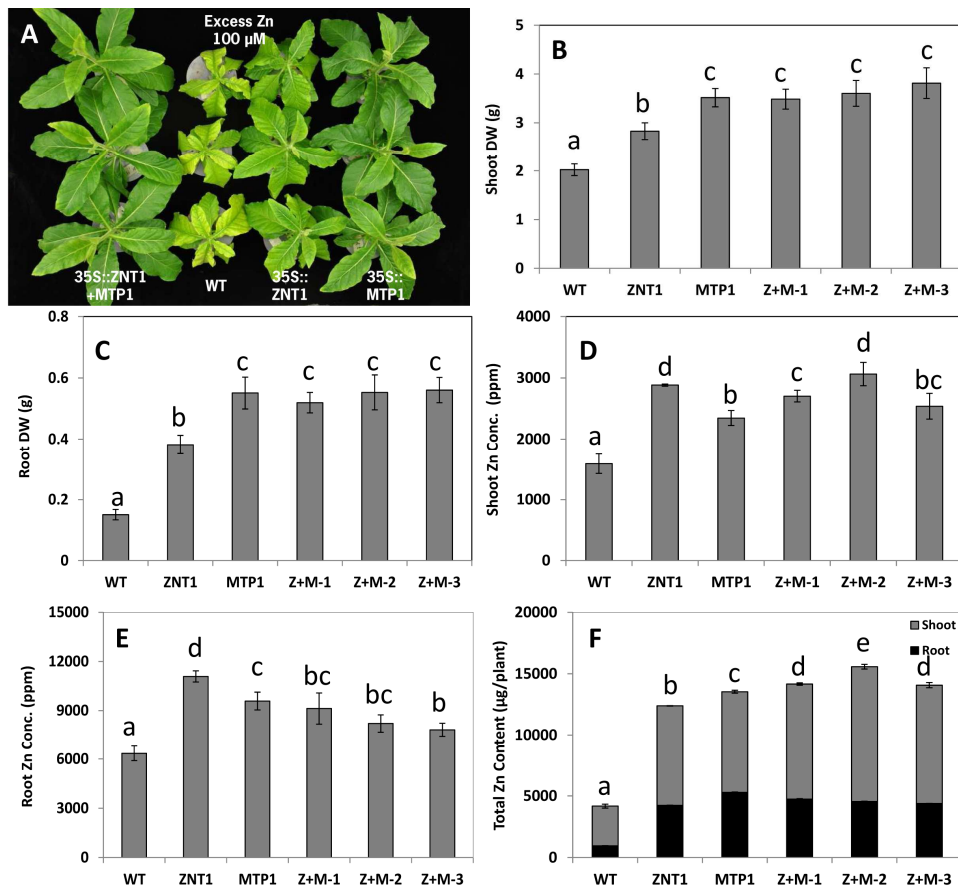 A
Excess Zn
100 µM
35S::ZNT1
+MTP1
WT
35S::
ZNT1
35S::
MTP1
B
Shoot DW (g)
5
4
3
2
1
0
a
b
c
c
c
c
WT ZNT1 MTP1 Z+M-1 Z+M-2 Z+M-3
C
Root DW (g)
0.8
0.6
0.4
0.2
0
a
b
c
c
c
c
WT ZNT1 MTP1 Z+M-1 Z+M-2 Z+M-3
D
Shoot Zn Conc. (ppm)
4000
3000
2000
1000
0
a
d
b
c
d
bc
WT ZNT1 MTP1 Z+M-1 Z+M-2 Z+M-3
E
Root Zn Conc. (ppm)
15000
12000
9000
6000
3000
0
a
d
c
bc
bc
b
WT ZNT1 MTP1 Z+M-1 Z+M-2 Z+M-3
F
Total Zn Content (µg/plant)
20000
15000
10000
5000
0
Shoot
Root
a
b
c
d
e
d
WT ZNT1 MTP1 Z+M-1 Z+M-2 Z+M-3